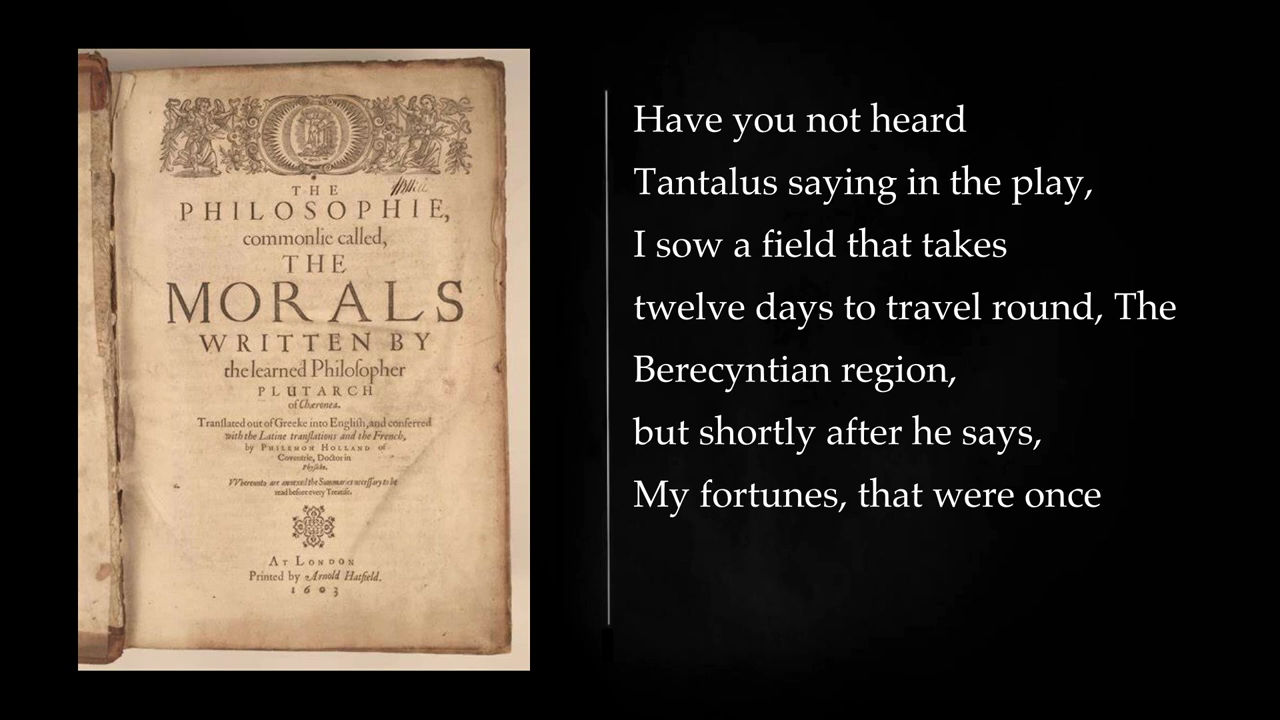 THE
PHILOSOPHIE,
commonlie called,
THE
MORALS
WRITTEN BY
the learned Philosopher
PLUTARCH
of Chæronea.
Translated out of Greeke into English, and conferred
with the Latine translations and the French,
by PHILEMON HOLLAND of
Coventrie, Doctor in
Physicke.
VVhereunto are annexed the Summaries necessary to be
read before every Treatise.
AT LONDON
Printed by Arnold Hatfield.
1603
Have you not heard
Tantalus saying in the play,
I sow a field that takes
twelve days to travel round, The
Berecyntian region,
but shortly after he says,
My fortunes, that were once